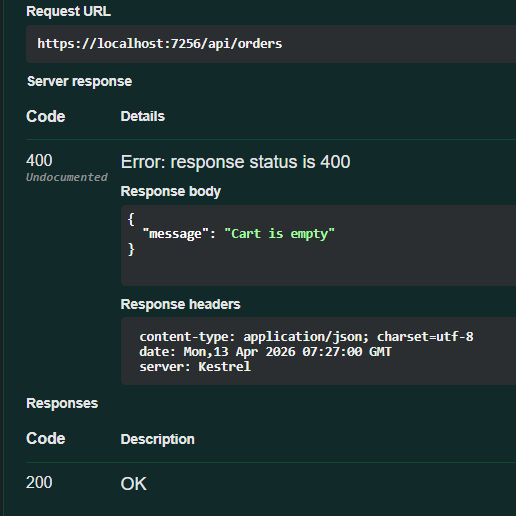 Request URL
https://localhost:7256/api/orders
Server response
Code Details
400 Error: response status is 400
Undocumented
Response body
{
"message": "Cart is empty"
}
Response headers
content-type: application/json; charset=utf-8
date: Mon,13 Apr 2026 07:27:00 GMT
server: Kestrel
Responses
Code Description
200 OK